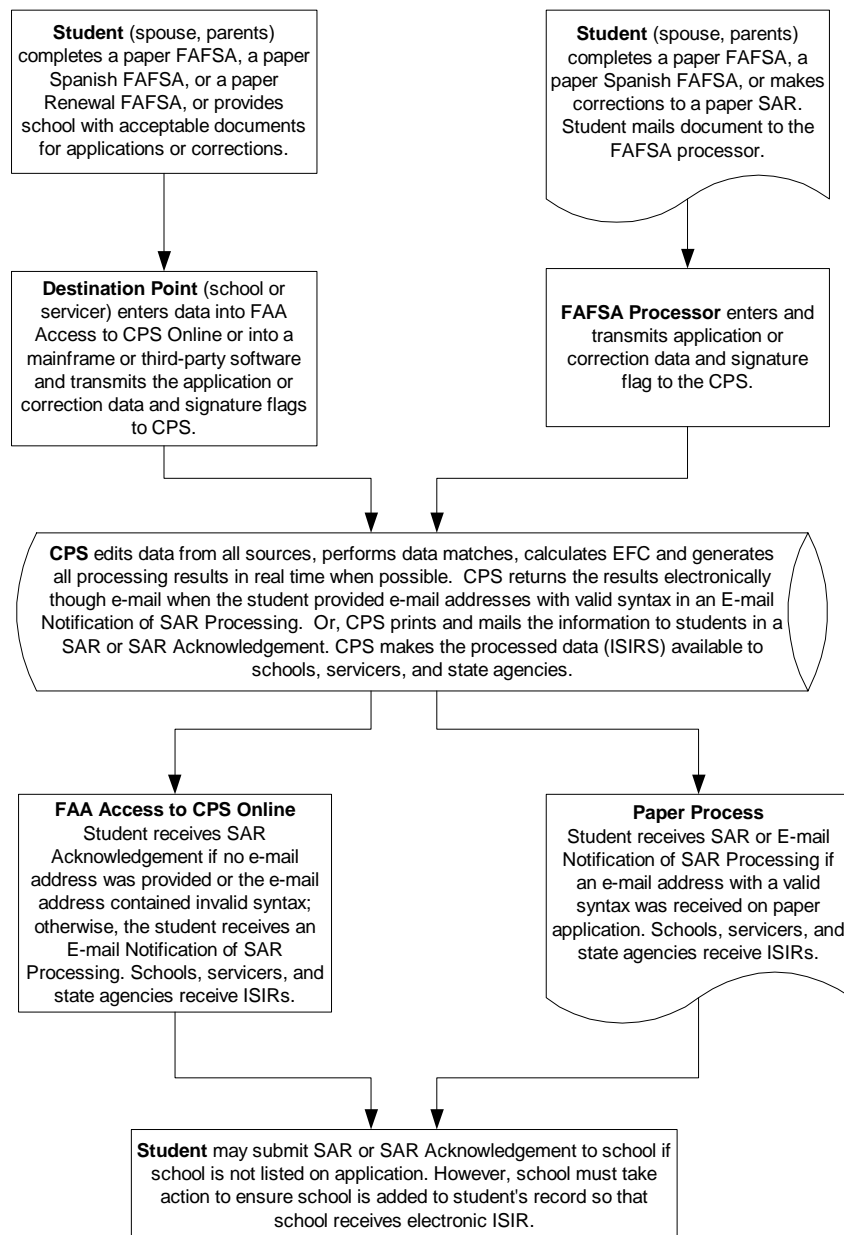 Student (spouse, parents)
completes a paper FAFSA, a
paper Spanish FAFSA, or a
paper Renewal FAFSA, or provides
school with acceptable documents
for applications or corrections.
Student (spouse, parents)
completes a paper FAFSA, a
paper Spanish FAFSA, or makes
corrections to a paper SAR.
Student mails document to the
FAFSA processor.
Destination Point (school or
servicer) enters data into FAA
Access to CPS Online or into a
mainframe or third-party software
and transmits the application or
correction data and signature flags
to CPS.
FAFSA Processor enters and
transmits application or
correction data and signature
flag to the CPS.
CPS edits data from all sources, performs data matches, calculates EFC and generates
all processing results in real time when possible.  CPS returns the results electronically
though e-mail when the student provided e-mail addresses with valid syntax in an E-mail
Notification of SAR Processing.  Or, CPS prints and mails the information to students in a
SAR or SAR Acknowledgement. CPS makes the processed data (ISIRS) available to
schools, servicers, and state agencies.
FAA Access to CPS Online
Student receives SAR
Acknowledgement if no e-mail
address was provided or the e-mail
address contained invalid syntax;
otherwise, the student receives an
E-mail Notification of SAR
Processing. Schools, servicers, and
state agencies receive ISIRs.
Paper Process
Student receives SAR or E-mail
Notification of SAR Processing if
an e-mail address with a valid
syntax was received on paper
application. Schools, servicers, and
state agencies receive ISIRs.
Student may submit SAR or SAR Acknowledgement to school if
school is not listed on application. However, school must take
action to ensure school is added to student's record so that
school receives electronic ISIR.